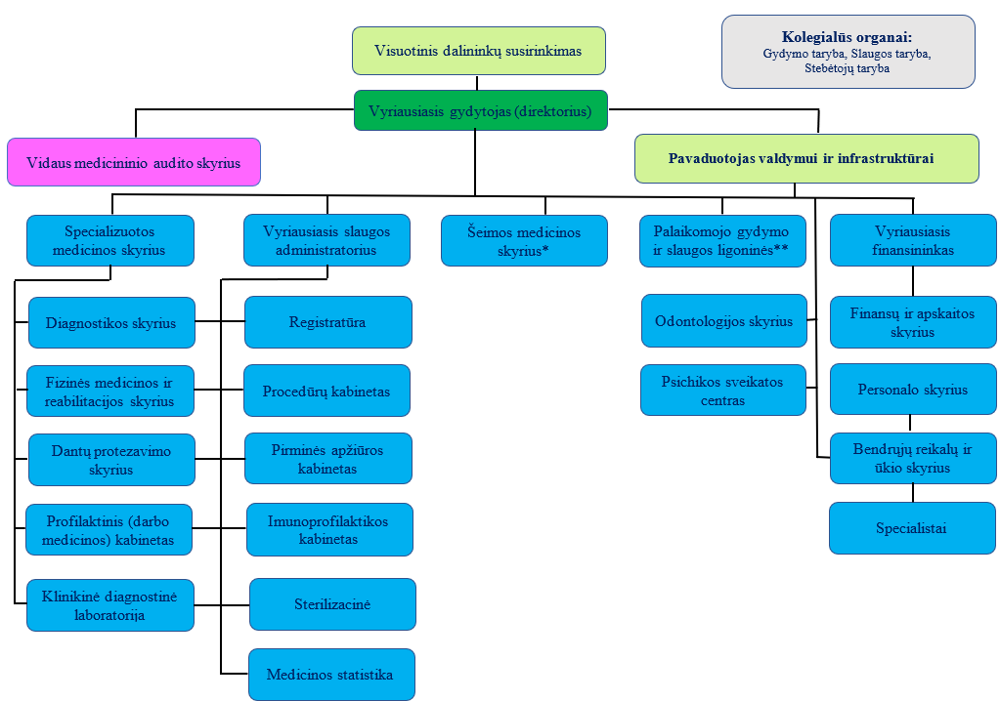 Visuotinis dalininkų susirinkimas
Kolegialūs organai:
Gydymo taryba, Slaugos taryba,
Stebėtojų taryba
Vyriausiasis gydytojas (direktorius)
Vidaus medicininio audito skyrius
Pavaduotojas valdymui ir infrastruktūrai
Specializuotos
medicinos skyrius
Vyriausiasis slaugos
administratorius
Šeimos medicinos
skyrius*
Palaikomojo gydymo
ir slaugos ligoninės**
Vyriausiasis
finansininkas
Diagnostikos skyrius
Registratūra
Odontologijos skyrius
Finansų ir apskaitos
skyrius
Fizinės medicinos ir
reabilitacijos skyrius
Procedūrų kabinetas
Psichikos sveikatos
centras
Personalo skyrius
Dantų protezavimo
skyrius
Pirminės apžiūros
kabinetas
Bendrųjų reikalų ir
ūkio skyrius
Profilaktinis (darbo
medicinos) kabinetas
Imunoprofilaktikos
kabinetas
Specialistai
Klinikinė diagnostinė
laboratorija
Sterilizacinė
Medicinos statistika